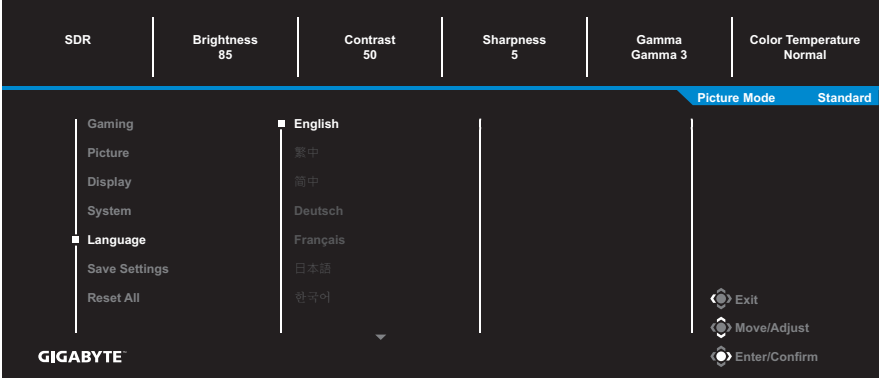 SDR
Brightness
85
Contrast
50
Sharpness
5
Gamma
Gamma 3
Color Temperature
Normal
Picture Mode Standard
Gaming
Picture
Display
System
Language
Save Settings
Reset All
English
繁中
简中
Deutsch
Français
日本語
한국어
Exit
Move/Adjust
Enter/Confirm
GIGABYTE™